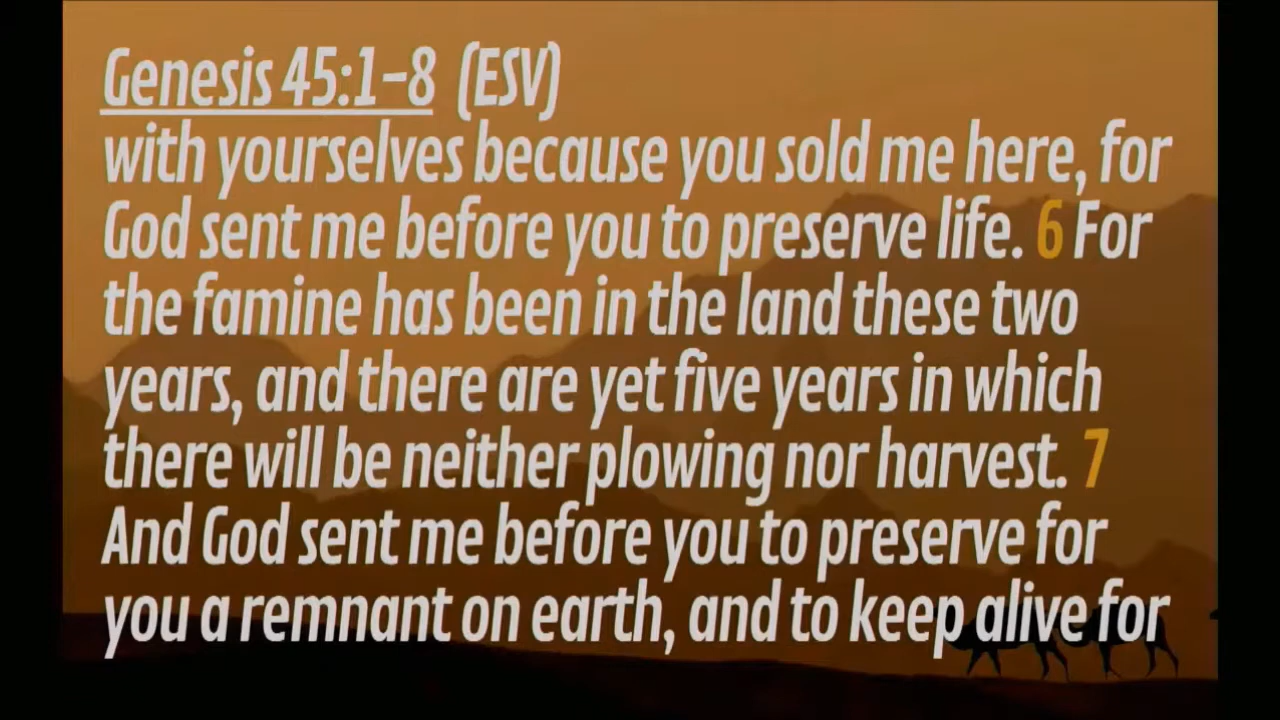 Genesis 45:1–8 (ESV)
with yourselves because you sold me here, for
God sent me before you to preserve life. 6 For
the famine has been in the land these two
years, and there are yet five years in which
there will be neither plowing nor harvest. 7
And God sent me before you to preserve for
you a remnant on earth, and to keep alive for